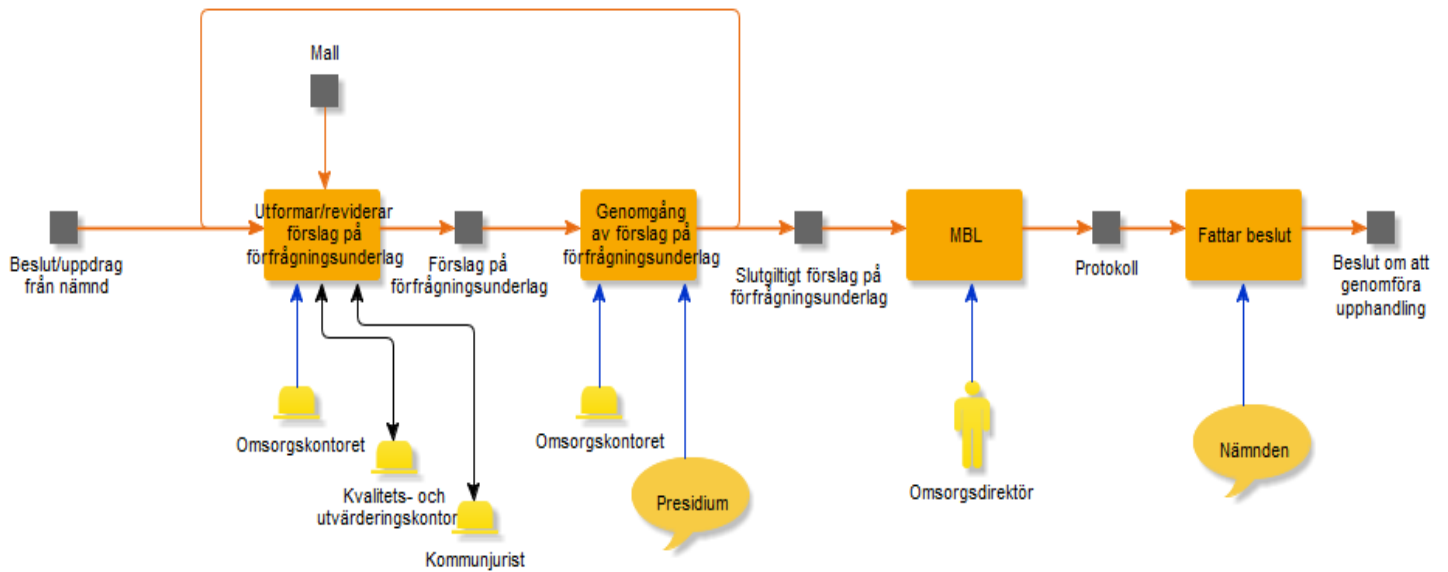 Mall
Utformar/reviderar
förslag på
förfrågningsunderlag
Genomgång
av förslag på
förfrågningsunderlag
MBL
Fattar beslut
Beslut/uppdrag
från nämnd
Förslag på
förfrågningsunderlag
Slutgiltigt förslag på
förfrågningsunderlag
Protokoll
Beslut om att
genomföra
upphandling
Omsorgskontoret
Kvalitets- och
utvärderingskontor
Kommunjurist
Omsorgskontoret
Presidium
Omsorgsdirektör
Nämnden